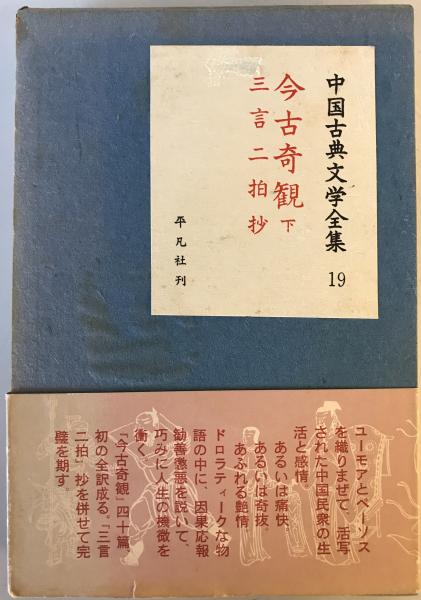 中国古典文学全集 19
今古奇観 下
三言二拍抄
平凡社刊
ユーモアとペーソス
を織りまぜて、活写
された中国民衆の生
活と感情。
あるいは痛快
あるいは奇抜、
あふれる艶情。
ドロラティークな物
語の中に、因果応報
勧善懲悪を説いて、
巧みに人生の機微を
衝く。
『今古奇観』四十篇
初の全訳成る。『三言
二拍』抄を併せて完
璧を期す。